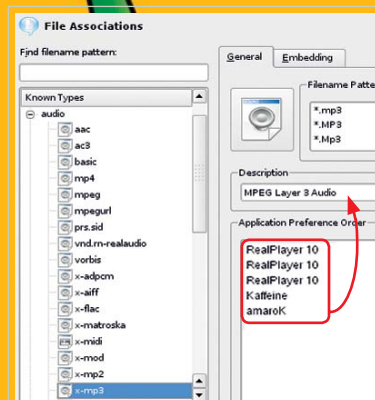 File Associations
Find filename pattern:
Known Types
audio
aac
ac3
basic
mp4
mpeg
mpegurl
prs.sid
vnd.rn-realaudio
vorbis
x-adpcm
x-aiff
x-flac
x-matroska
x-midi
x-mod
x-mp2
x-mp3
General
Embedding
Filename Patte
*.mp3
*.MP3
*.Mp3
Description
MPEG Layer 3 Audio
Application Preference Order
RealPlayer 10
RealPlayer 10
RealPlayer 10
Kaffeine
amaroK